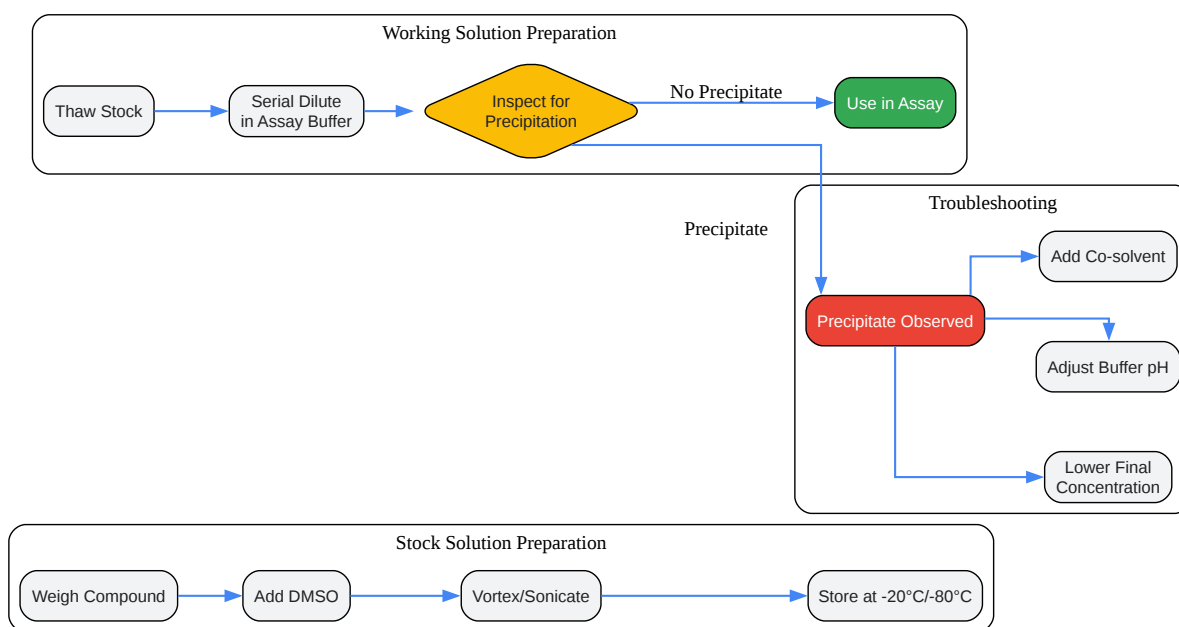 Working Solution Preparation
Thaw Stock
Serial Dilute
in Assay Buffer
Inspect for
Precipitation
No Precipitate
Use in Assay
Precipitate
Troubleshooting
Add Co-solvent
Precipitate Observed
Adjust Buffer pH
Lower Final
Concentration
Stock Solution Preparation
Weigh Compound
Add DMSO
Vortex/Sonicate
Store at -20°C/-80°C